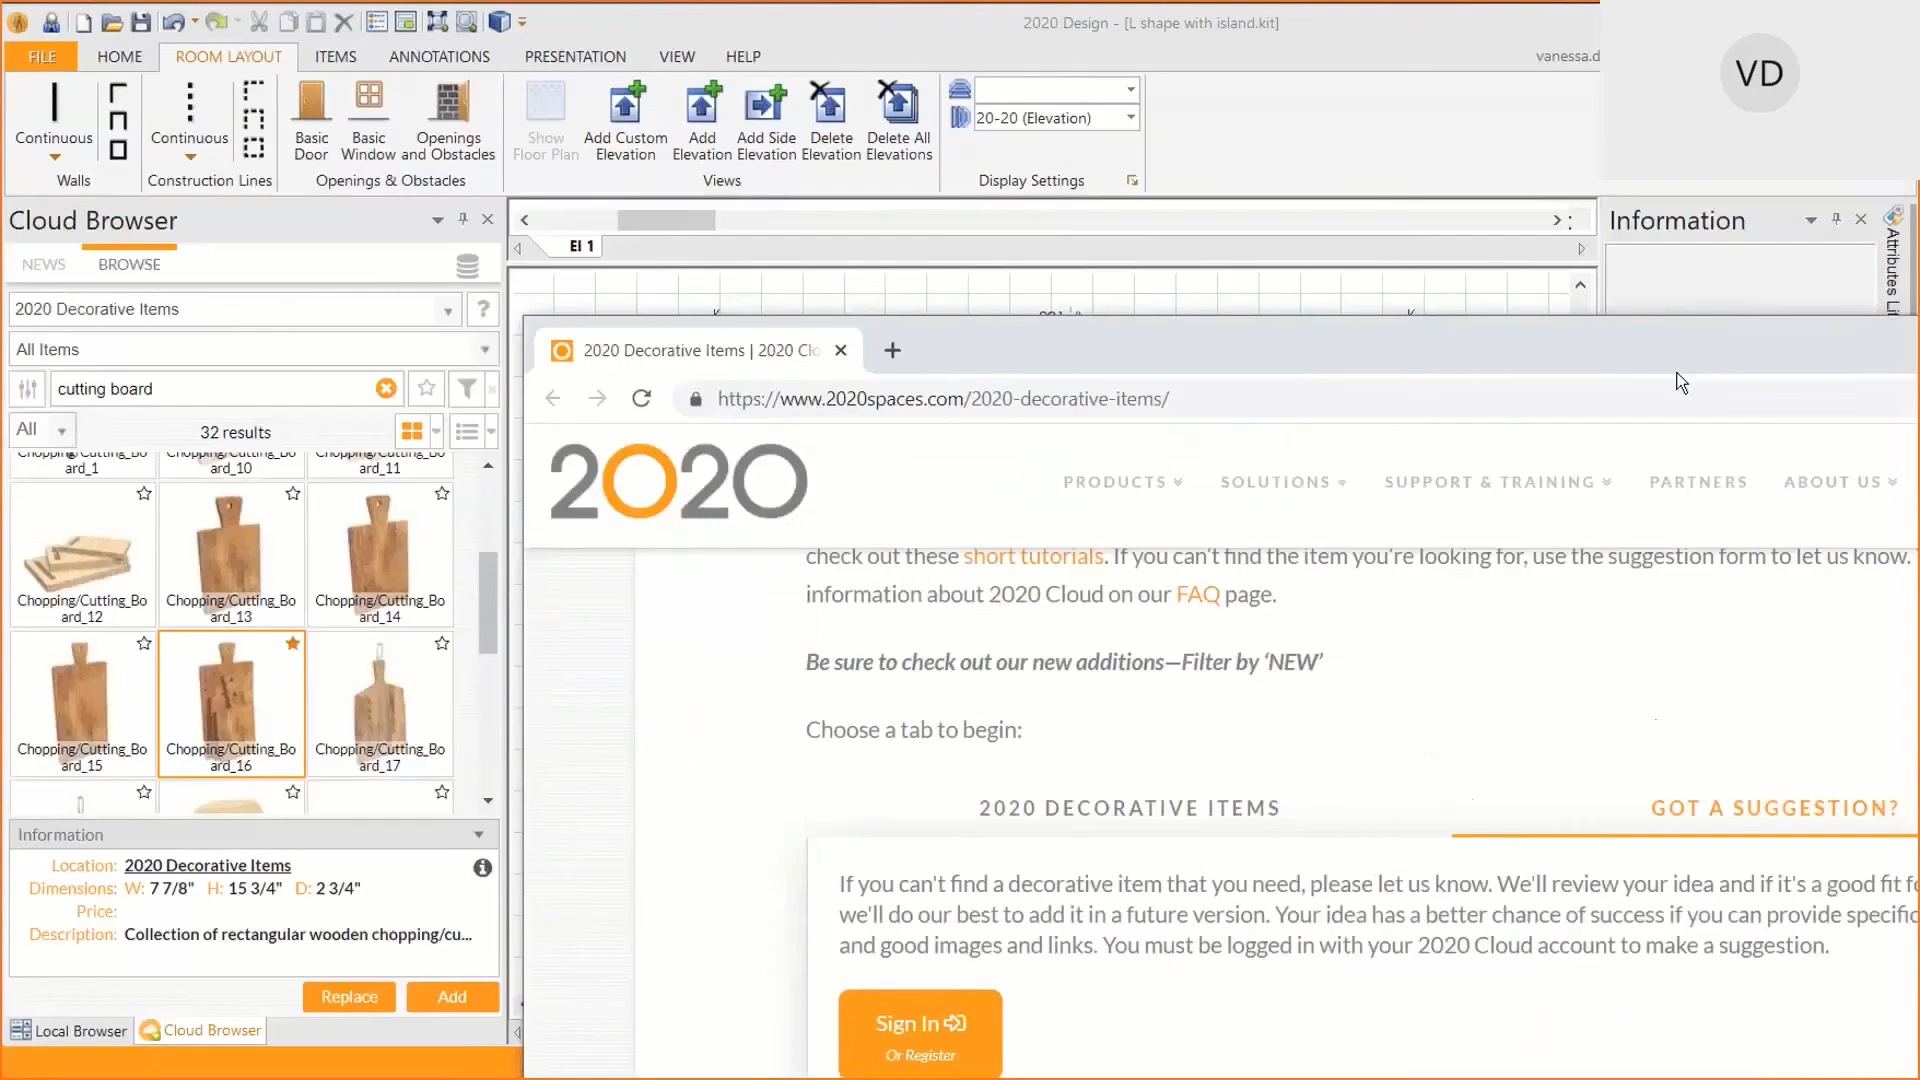 2020 Design - [L shape with island.kit]
FILE
HOME
ROOM LAYOUT
ITEMS
ANNOTATIONS
PRESENTATION
VIEW
HELP
vanessa.d
VD
Continuous
Continuous
Basic
Door
Basic
Window
Openings
and Obstacles
Show
Floor Plan
Add Custom
Elevation
Add
Elevation
Add Side
Elevation
Delete
Elevation
Delete All
Elevations
20-20 (Elevation)
Walls
Construction Lines
Openings & Obstacles
Views
Display Settings
Cloud Browser
NEWS
BROWSE
2020 Decorative Items
?
All Items
cutting board
All
32 results
Chopping/Cutting_Bo
ard_1
Chopping/Cutting_Bo
ard_10
Chopping/Cutting_Bo
ard_11
Chopping/Cutting_Bo
ard_12
Chopping/Cutting_Bo
ard_13
Chopping/Cutting_Bo
ard_14
Chopping/Cutting_Bo
ard_15
Chopping/Cutting_Bo
ard_16
Chopping/Cutting_Bo
ard_17
Information
Location: 2020 Decorative Items
Dimensions: W: 7 7/8" H: 15 3/4" D: 2 3/4"
Price:
Description: Collection of rectangular wooden chopping/cu...
Replace
Add
Local Browser
Cloud Browser
El 1
Information
Attributes Li
2020 Decorative Items | 2020 Clo
https://www.2020spaces.com/2020-decorative-items/
2020
PRODUCTS
SOLUTIONS
SUPPORT & TRAINING
PARTNERS
ABOUT US
check out these short tutorials. If you can't find the item you're looking for, use the suggestion form to let us know.
information about 2020 Cloud on our FAQ page.
Be sure to check out our new additions—Filter by ‘NEW’
Choose a tab to begin:
2020 DECORATIVE ITEMS
GOT A SUGGESTION?
If you can't find a decorative item that you need, please let us know. We'll review your idea and if it's a good fit fo
we'll do our best to add it in a future version. Your idea has a better chance of success if you can provide specific
and good images and links. You must be logged in with your 2020 Cloud account to make a suggestion.
Sign In
Or Register